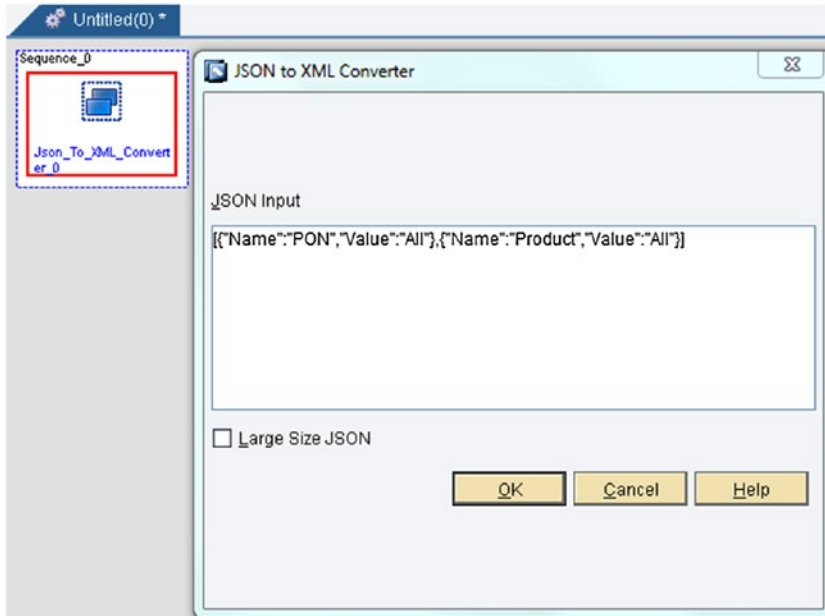 Untitled(0) *
Sequence_0
Json_To_XML_Convert
er_0
JSON to XML Converter
JSON Input
[{"Name":"PON","Value":"All"},{"Name":"Product","Value":"All"}]
Large Size JSON
OK
Cancel
Help